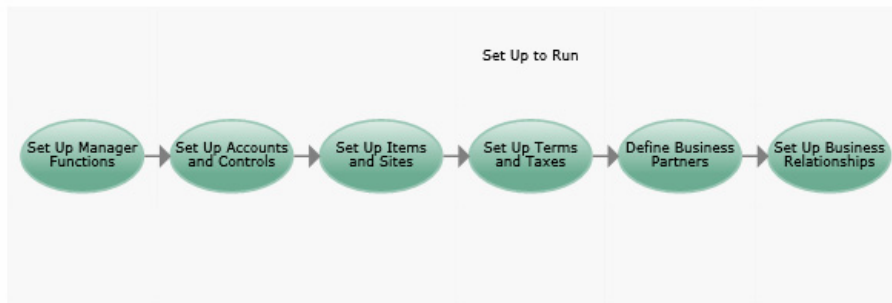 Set Up to Run
Set Up Manager
Functions
Set Up Accounts
and Controls
Set Up Items
and Sites
Set Up Terms
and Taxes
Define Business
Partners
Set Up Business
Relationships